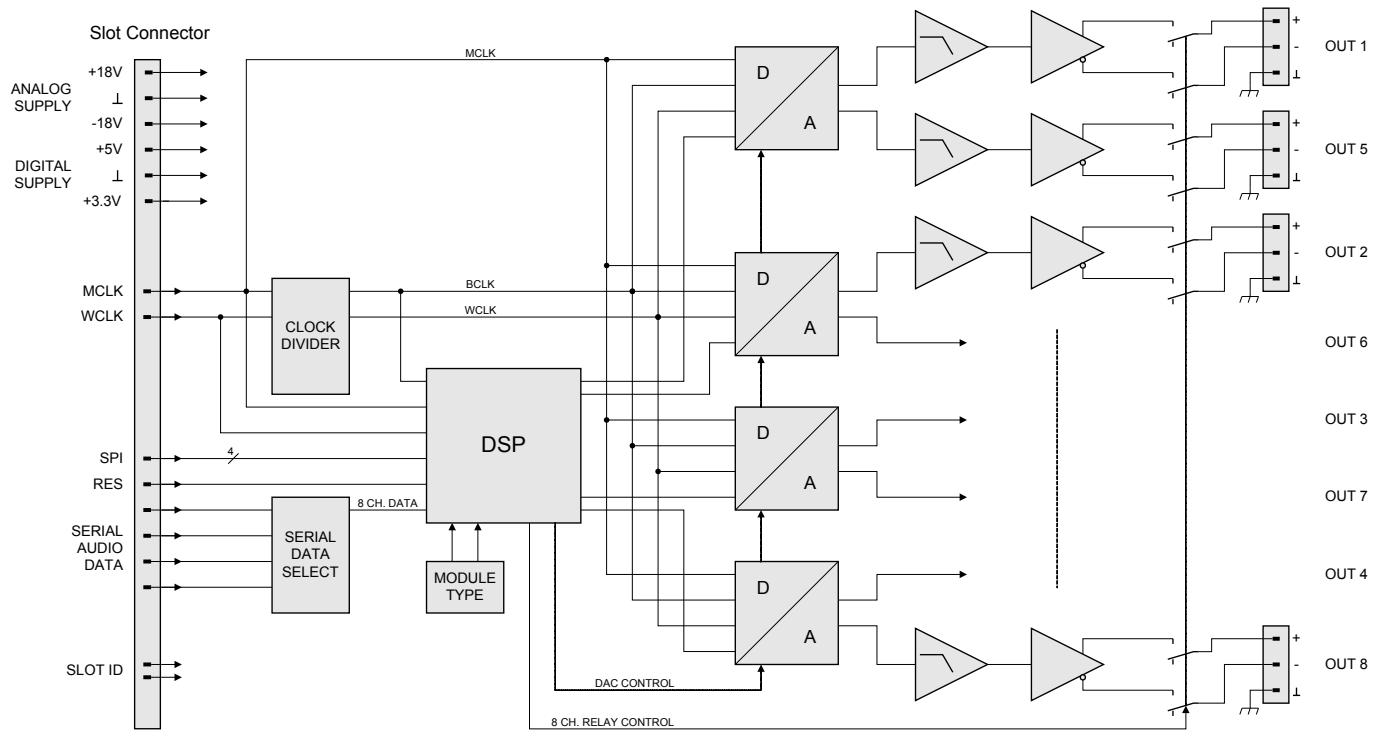 Slot Connector
ANALOG
SUPPLY
+18V
⊥
-18V
DIGITAL
SUPPLY
+5V
⊥
+3.3V
MCLK
WCLK
SPI
RES
SERIAL
AUDIO
DATA
SLOT ID
MCLK
CLOCK
DIVIDER
BCLK
WCLK
4
DSP
8 CH. DATA
SERIAL
DATA
SELECT
MODULE
TYPE
DAC CONTROL
8 CH. RELAY CONTROL
D
A
D
A
D
A
D
A
+
-
⊥
OUT 1
+
-
⊥
OUT 5
+
-
⊥
OUT 2
OUT 6
OUT 3
OUT 7
OUT 4
+
-
⊥
OUT 8